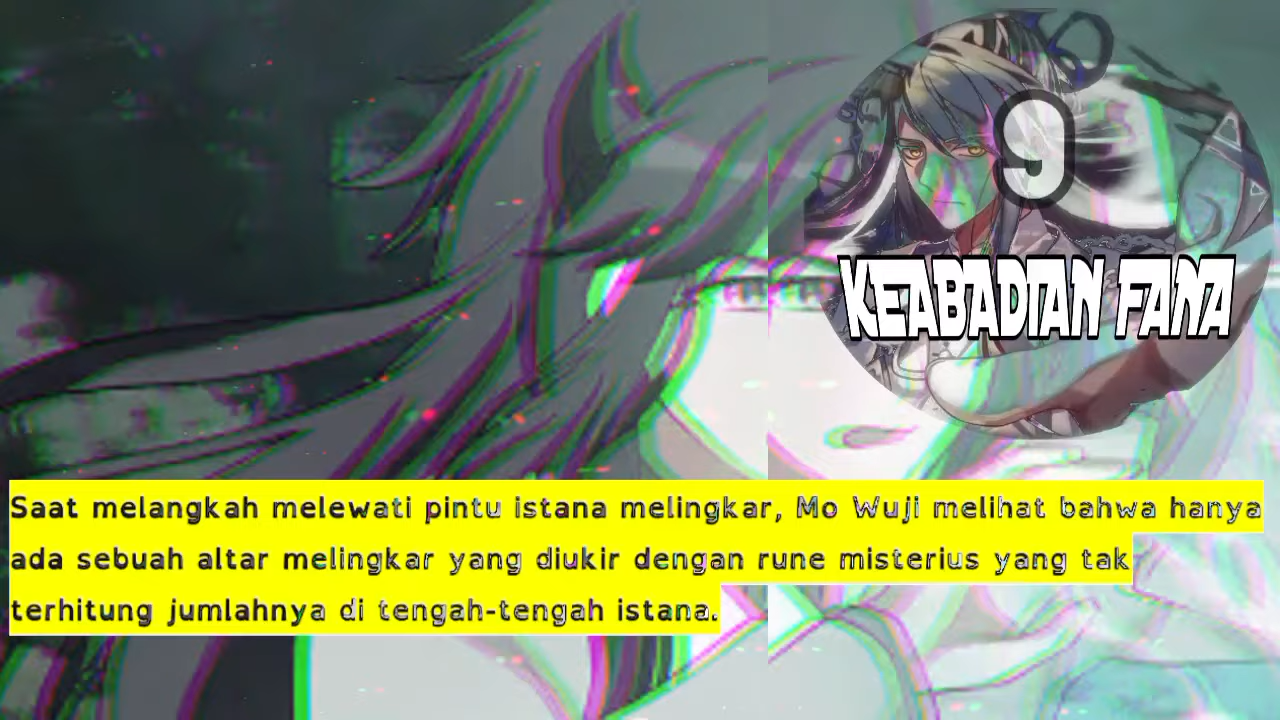 9
KEABADIAN FANA
Saat melangkah melewati pintu istana melingkar, Mo Wuji melihat bahwa hanya
ada sebuah altar melingkar yang diukir dengan rune misterius yang tak
terhitung jumlahnya di tengah-tengah istana.